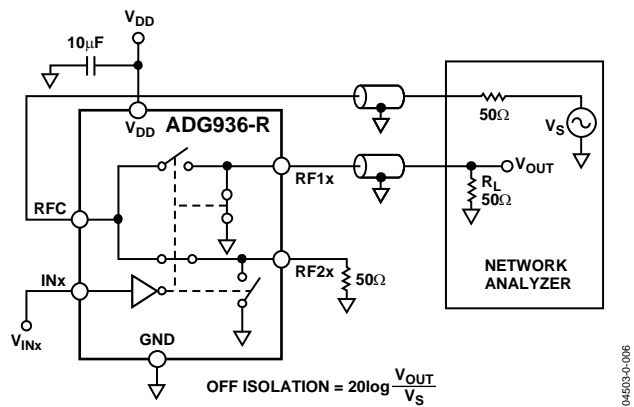 VDD
10µF
VDD
ADG936-R
50Ω
VS
RF1x
VOUT
RL
50Ω
RFC
RF2x
50Ω
NETWORK
ANALYZER
INx
VINx
GND
OFF ISOLATION = 20log VOUT
VS
04503-0-006